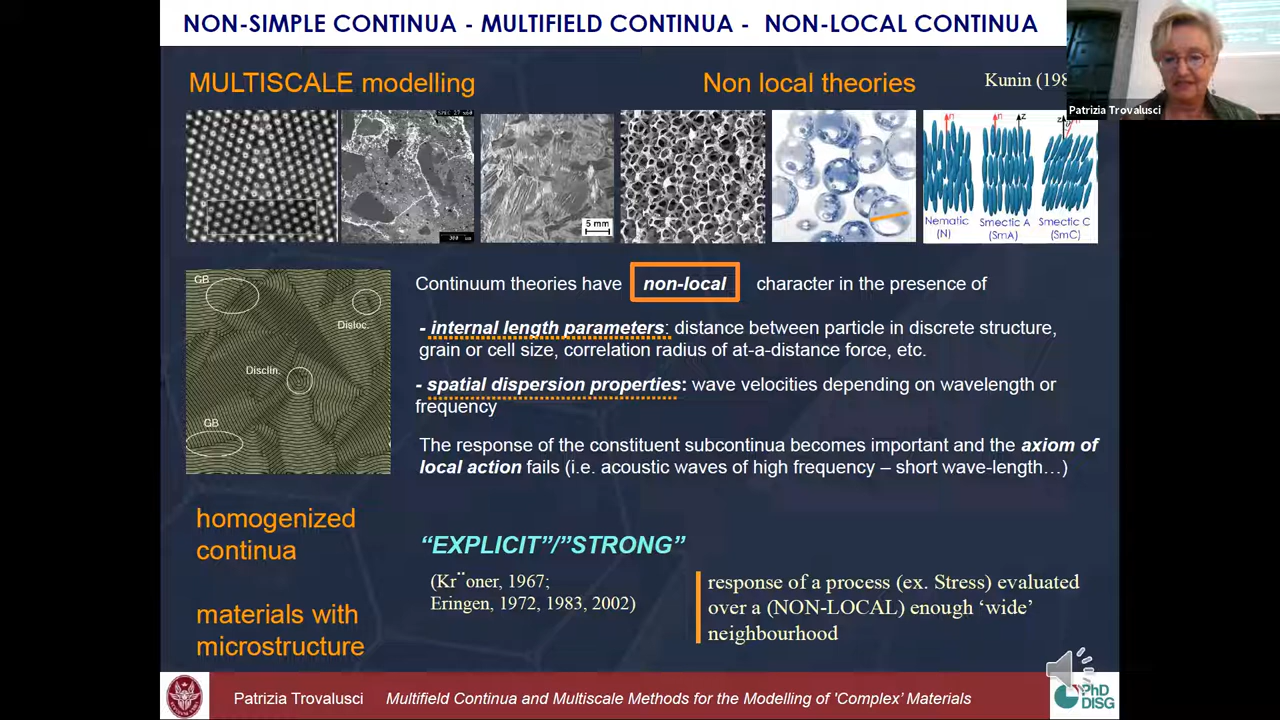 NON-SIMPLE CONTINUA - MULTIFIELD CONTINUA - NON-LOCAL CONTINUA
MULTISCALE modelling
Non local theories
Kunin (198
Patrizia Trovalusci
5 mm
n
n
z
z
Nematic
(N)
Smectic A
(SmA)
Smectic C
(SmC)
GB
Disloc.
Disclin.
GB
Continuum theories have non-local character in the presence of
- internal length parameters: distance between particle in discrete structure,
grain or cell size, correlation radius of at-a-distance force, etc.
- spatial dispersion properties: wave velocities depending on wavelength or
frequency
The response of the constituent subcontinua becomes important and the axiom of
local action fails (i.e. acoustic waves of high frequency – short wave-length…)
homogenized
continua
materials with
microstructure
“EXPLICIT”/”STRONG”
(Kr¨oner, 1967;
Eringen, 1972, 1983, 2002)
response of a process (ex. Stress) evaluated
over a (NON-LOCAL) enough ‘wide’
neighbourhood
Patrizia Trovalusci
Multifield Continua and Multiscale Methods for the Modelling of 'Complex’ Materials
PhD
DISG